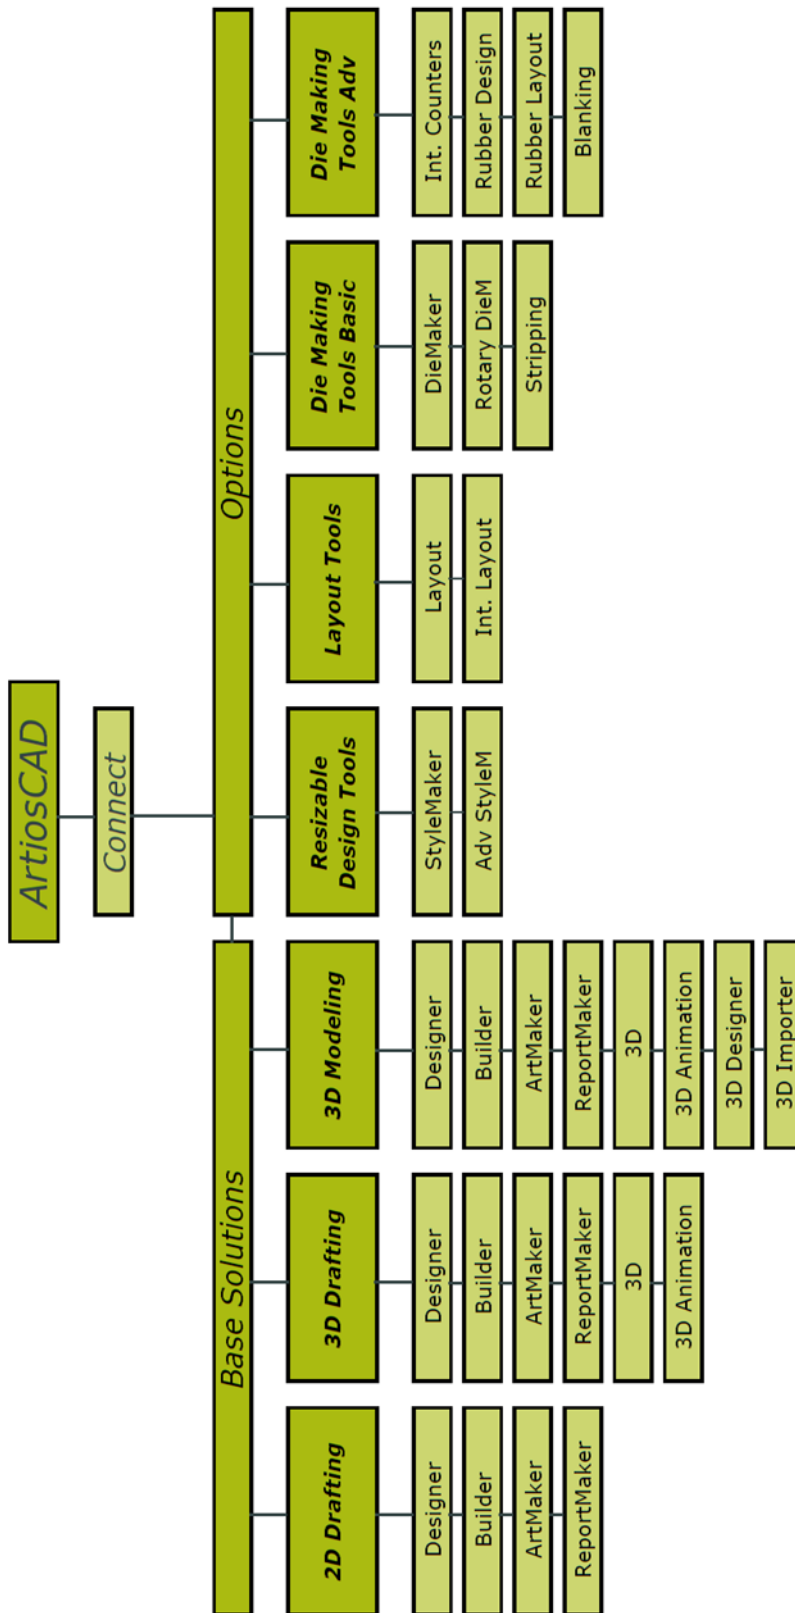 ArtiosCAD
Connect
Base Solutions
Options
2D Drafting
Designer
Builder
ArtMaker
ReportMaker
3D Drafting
Designer
Builder
ArtMaker
ReportMaker
3D
3D Animation
3D Modeling
Designer
Builder
ArtMaker
ReportMaker
3D
3D Animation
3D Designer
3D Importer
Resizable
Design Tools
StyleMaker
Adv StyleM
Layout Tools
Layout
Int. Layout
Die Making
Tools Basic
DieMaker
Rotary DieM
Stripping
Die Making
Tools Adv
Int. Counters
Rubber Design
Rubber Layout
Blanking